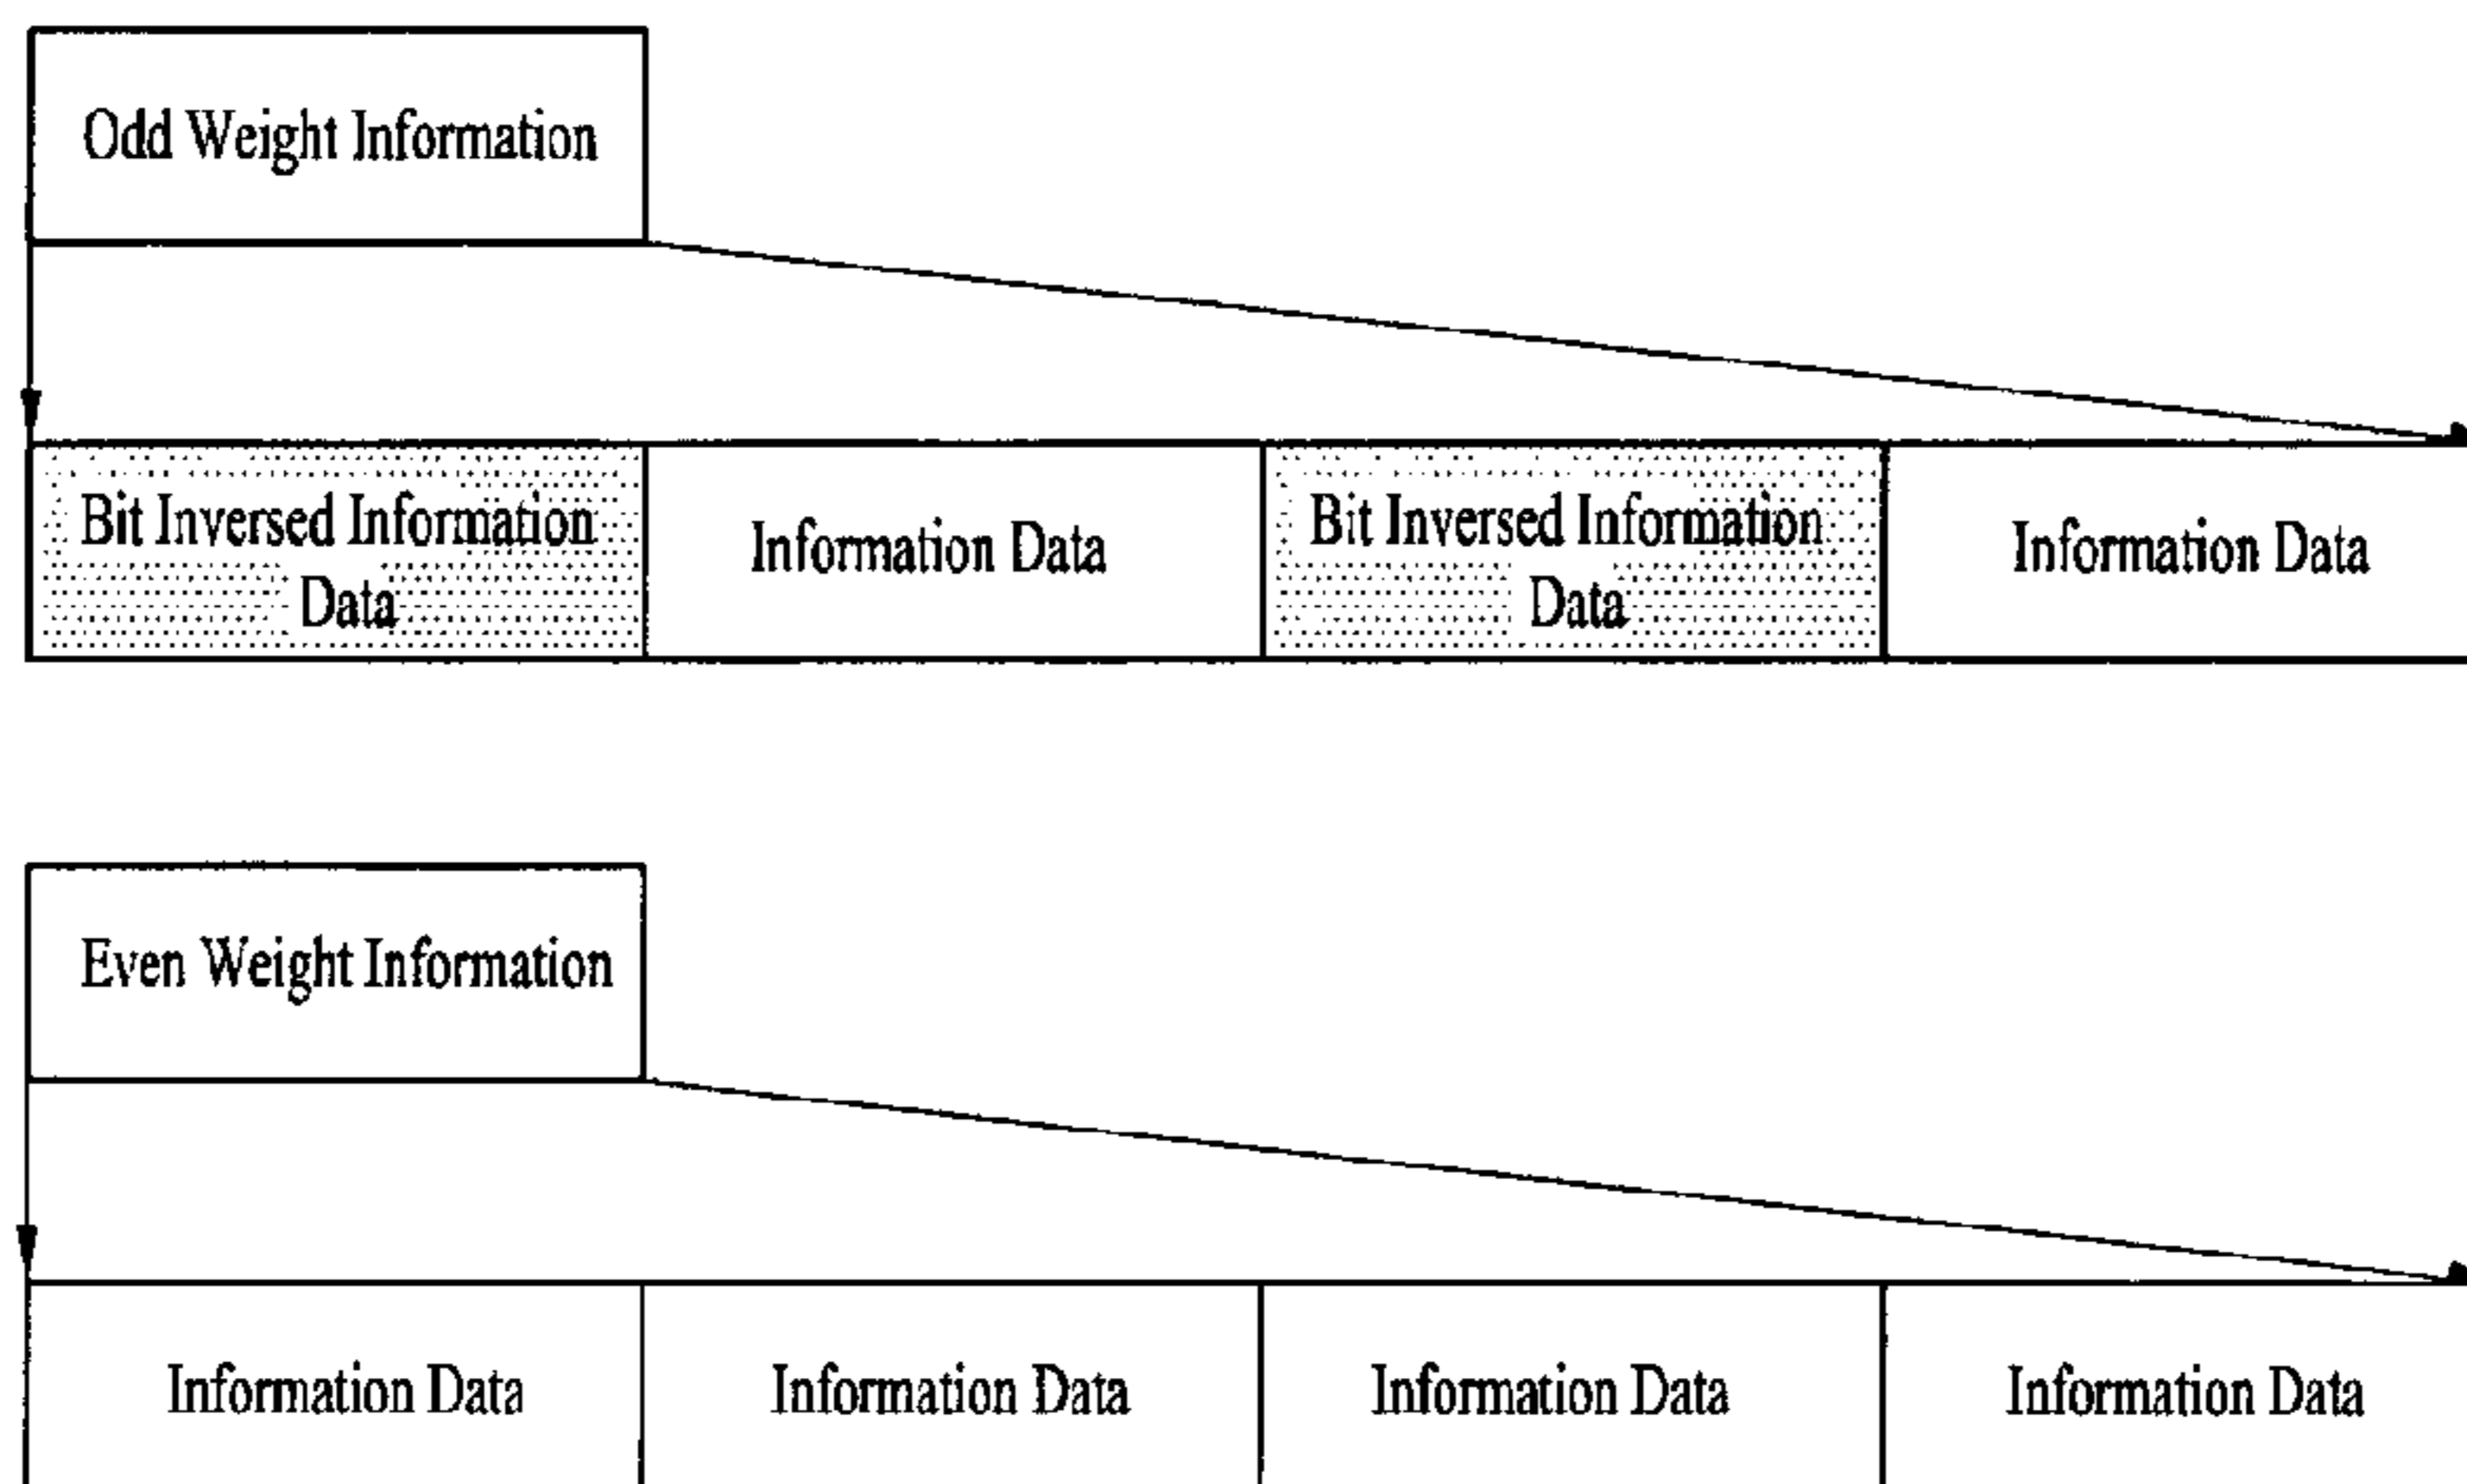 Odd Weight Information
Bit Inversed Information
Data
Information Data
Bit Inversed Information
Data
Information Data
Even Weight Information
Information Data
Information Data
Information Data
Information Data